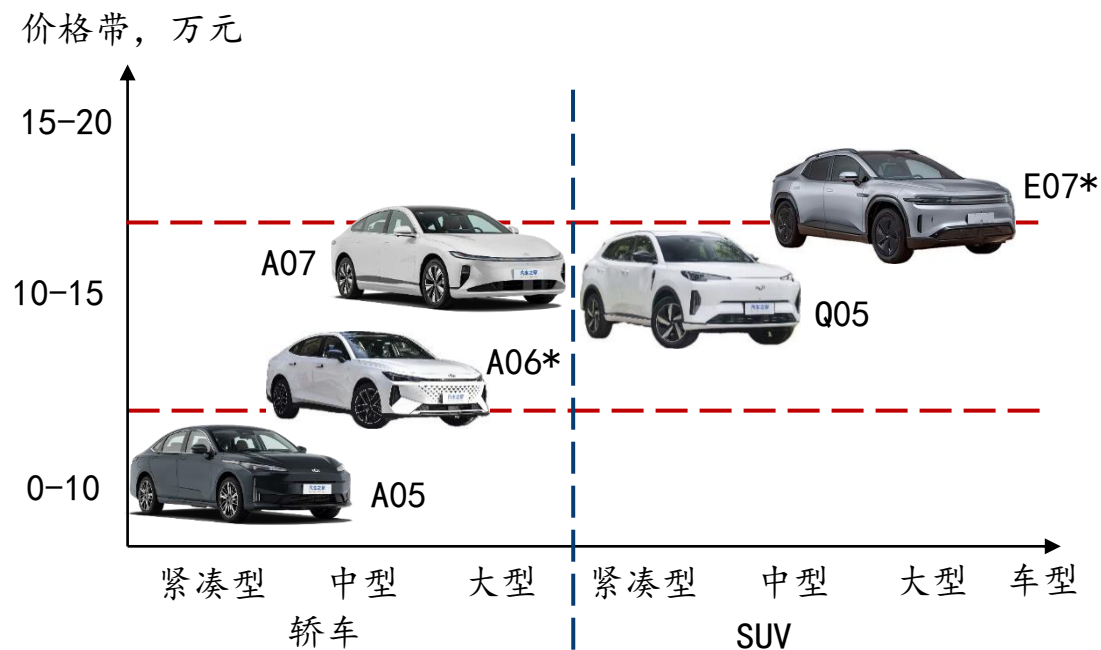 价格带，万元
15-20
E07*
A07
10-15
Q05
A06*
0-10
A05
紧凑型 中型 大型 紧凑型 中型 大型 车型
轿车 SUV